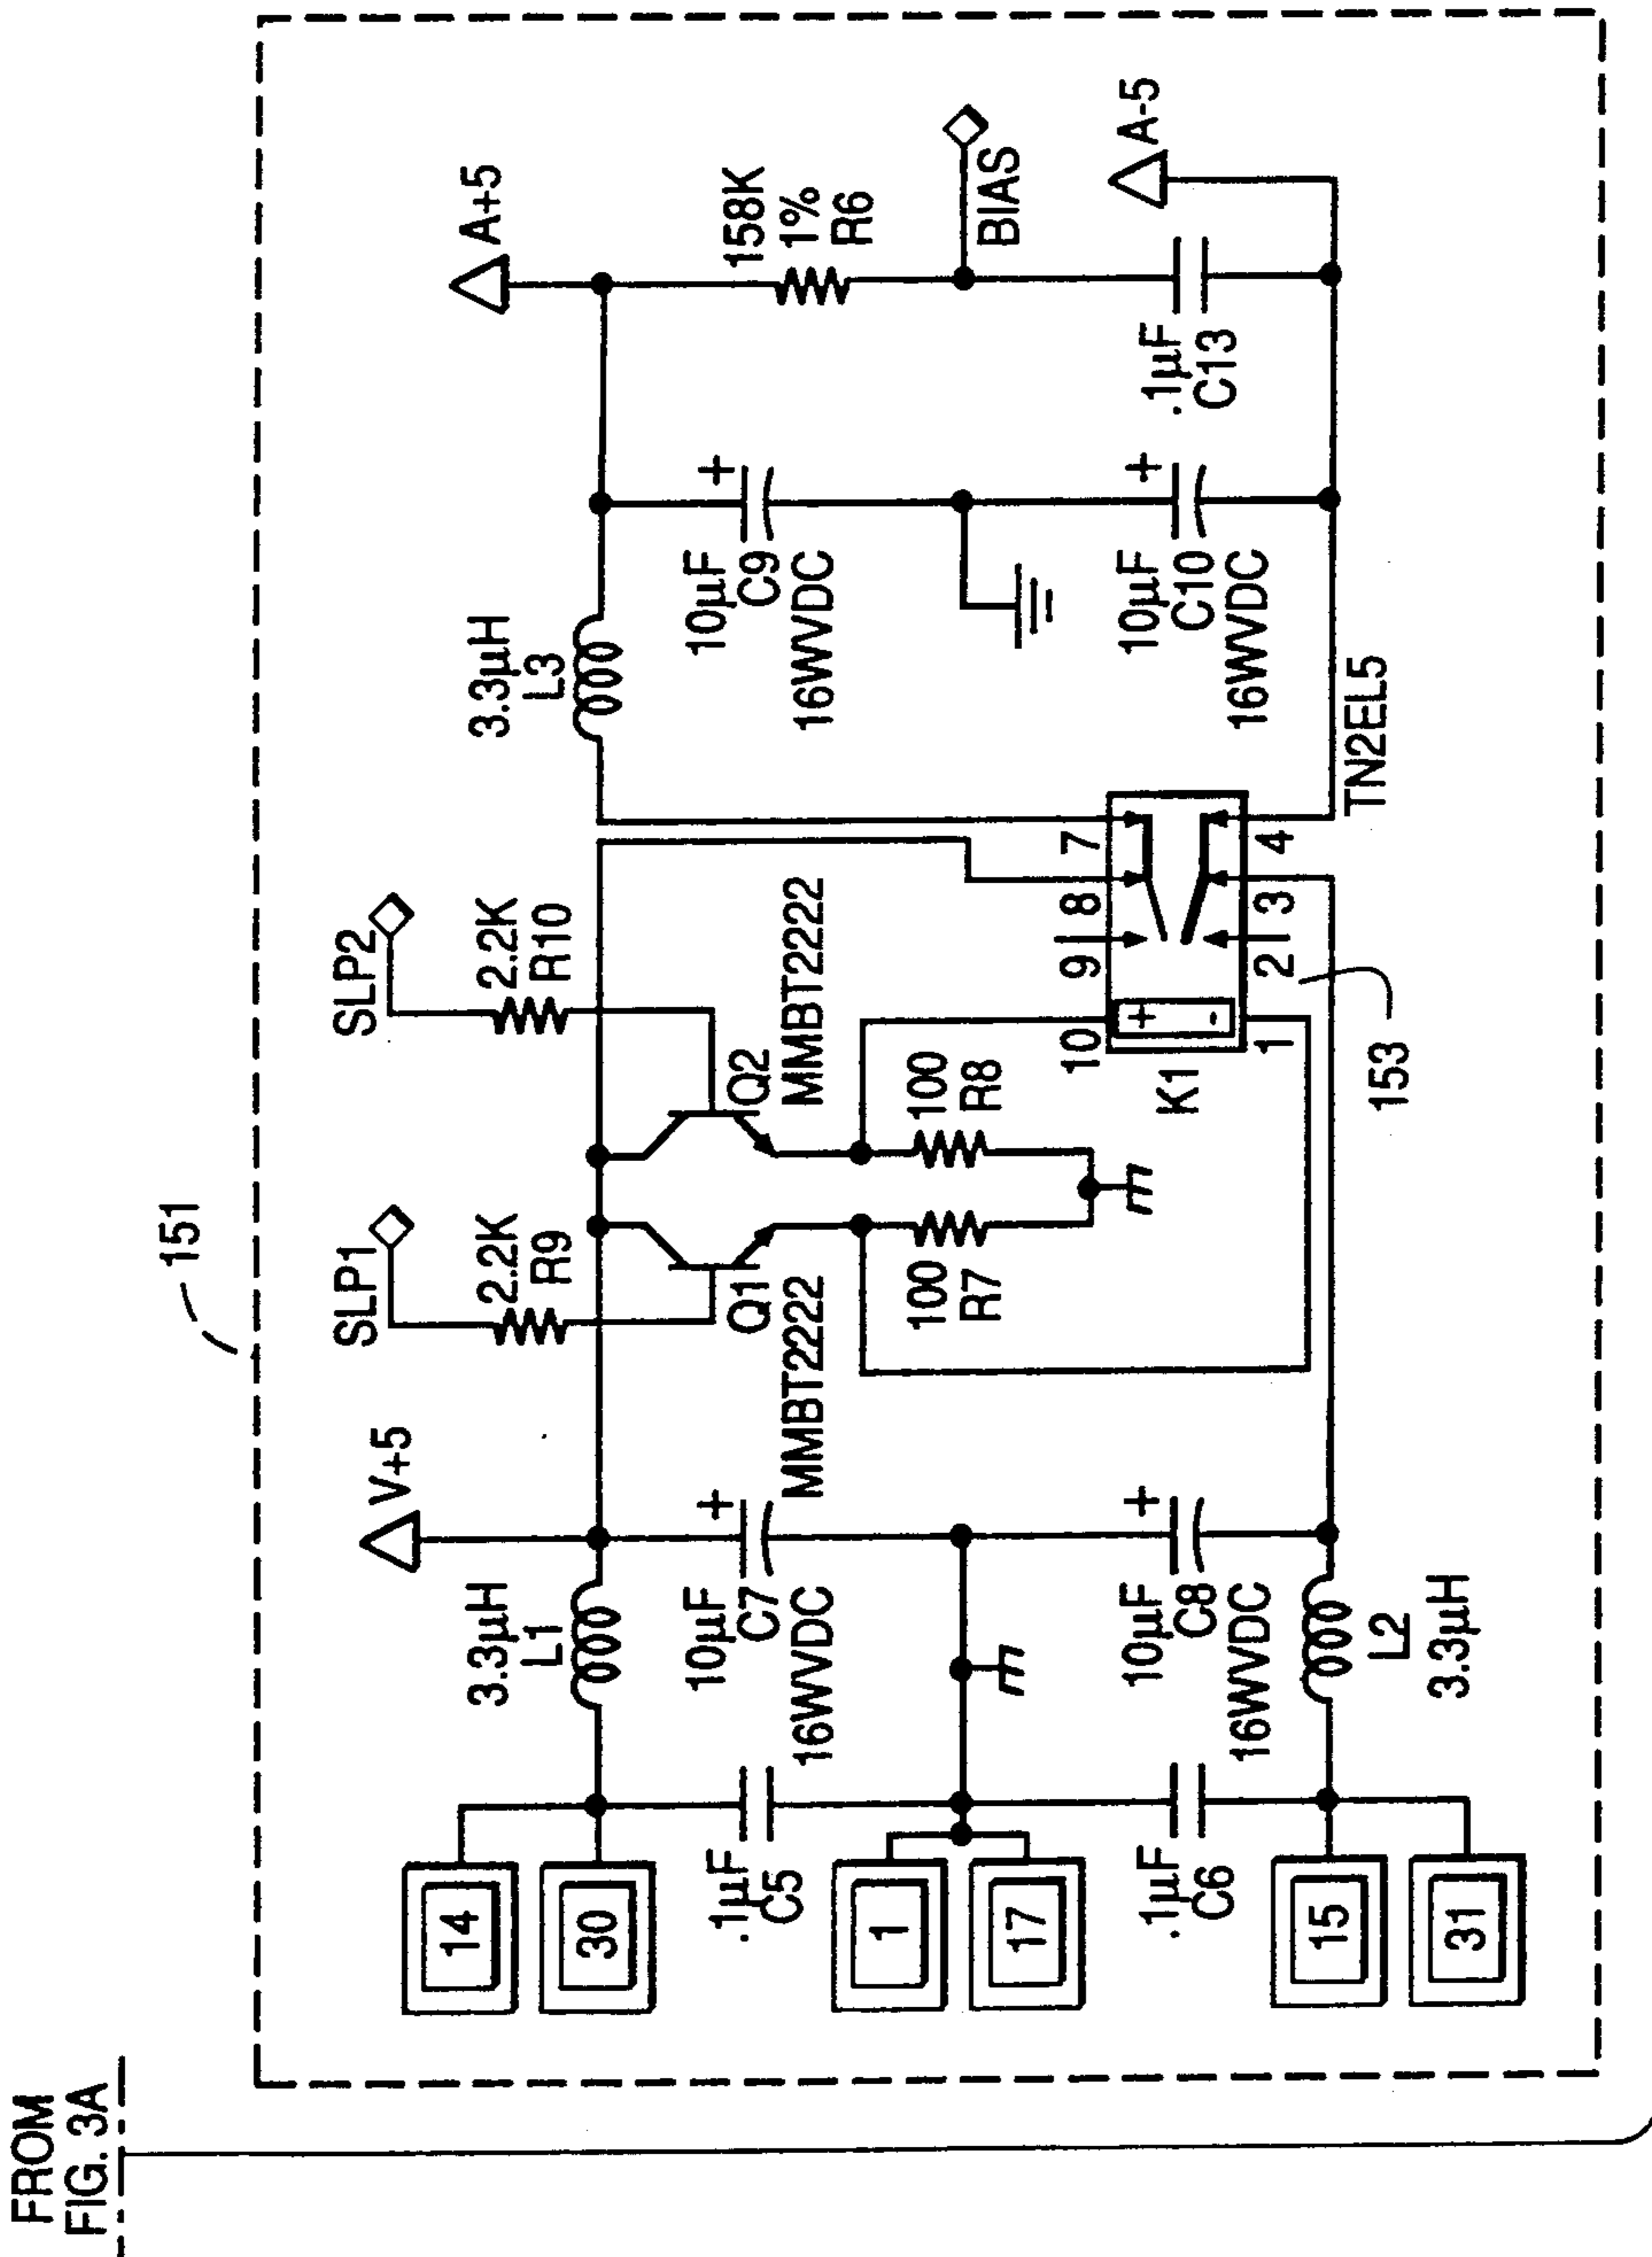 FROM
FIG. 3A
151
V+5
SLP1
SLP2
A+5
3.3µH
L1
2.2K
R9
2.2K
R10
3.3µH
L3
14
30
.1µF
C5
10µF
C7
16WVDC
Q1
MMBT2222
Q2
MMBT2222
10µF
C9
16WVDC
158K
1%
R6
1
17
100
R7
100
R8
BIAS
.1µF
C6
10µF
C8
16WVDC
10
9
8
7
+
-
K1
1
2
3
4
10µF
C10
16WVDC
.1µF
C13
A-5
15
31
L2
3.3µH
153
TN2EL5